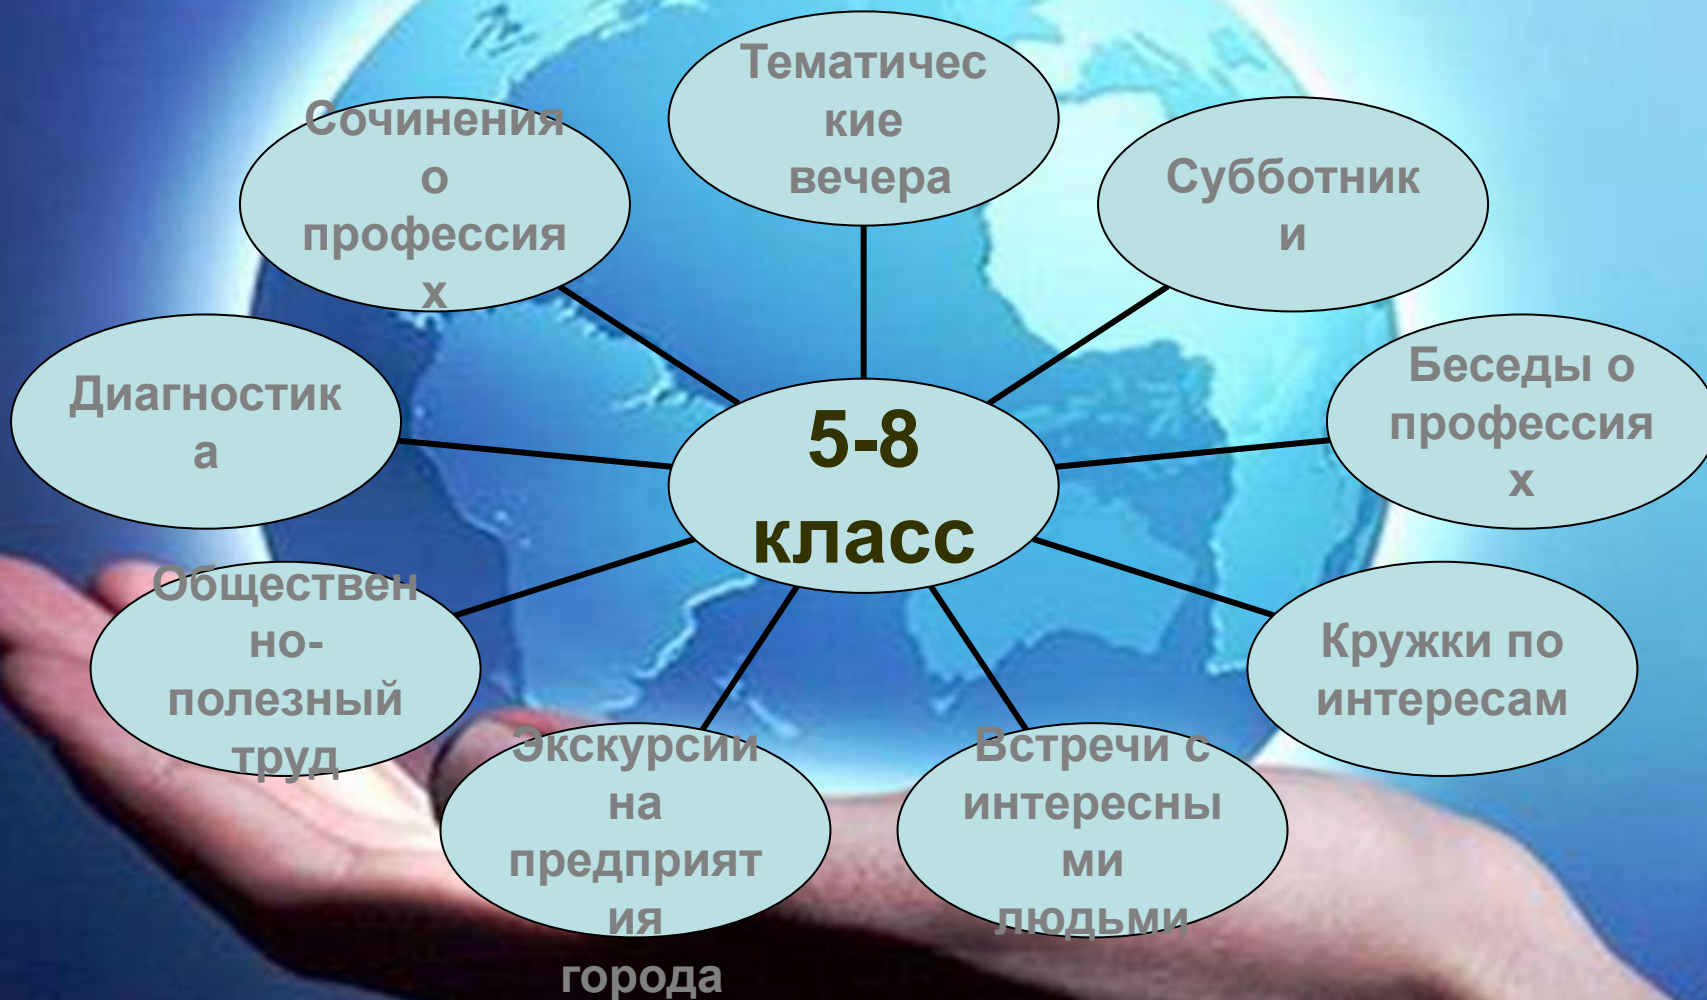 Тематичес
кие
вечера
Субботник
и
Беседы о
профессия
х
Кружки по
интересам
Встречи с
интересны
ми
людьми
Экскурсии
на
предприят
ия
города
Обществен
но-
полезный
труд
Диагностик
а
Сочинения
о
профессия
х
5-8
класс